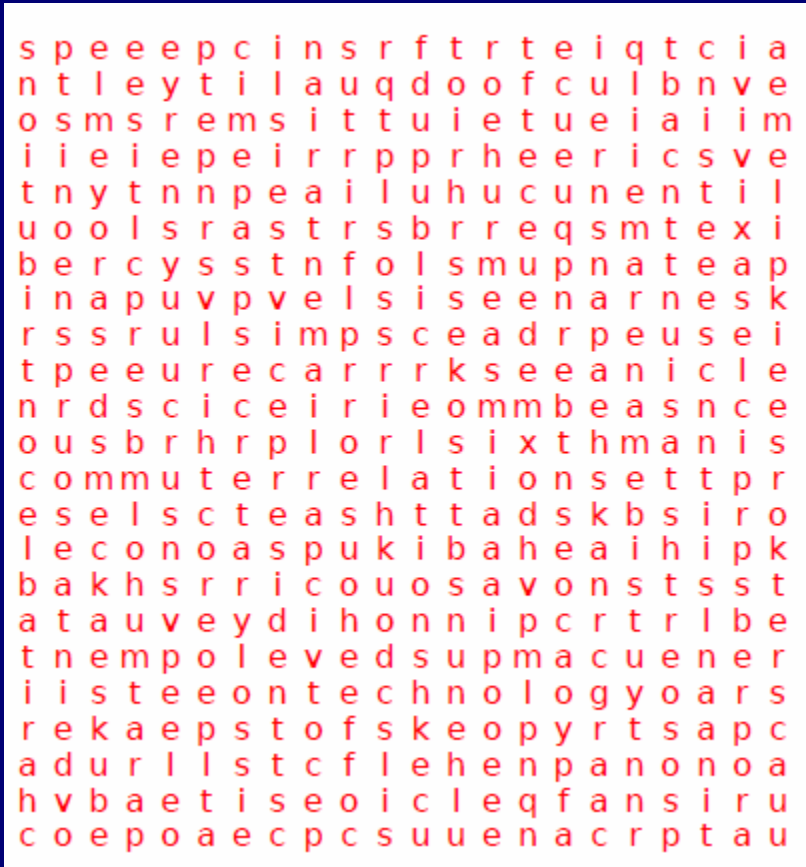 s p e e e p c i n s r f t r t e i q t c i a
n t l e y t i l a u q d o o f c u l b n v e
o s m s r e m s i t t u i e t u e i a i i m
i i e i e p e i r r p p r h e e r i c s v e
t n y t n n p e a i l u h u c u n e n t i l
u o o l s r a s t r s b r r e q s m t e x i
b e r c y s s t n f o l s m u p n a t e a p
i n a p u v p v e l s i s e e n a r n e s k
r s s r u l s i m p s c e a d r p e u s e i
t p e e u r e c a r r r k s e e a n i c l e
n r d s c i c e i r i e o m m b e a s n c e
o u s b r h r p l o r l s i x t h m a n i s
c o m m u t e r r e l a t i o n s e t t p r
e s e l s c t e a s h t t a d s k b s i r o
l e c o n o a s p u k i b a h e a i h i p k
b a k h s r r i c o u o s a v o n s t s s t
a t a u v e y d i h o n n i p c r t r l b e
t n e m p o l e v e d s u p m a c u e n e r
i i s t e e o n t e c h n o l o g y o a r s
r e k a e p s t o f s k e o p y r t s a p c
a d u r l l s t c f l e h e n p a n o n o a
h v b a e t i s e o i c l e q f a n s i r u
c o e p o a e c p c s u u e n a c r p t a u